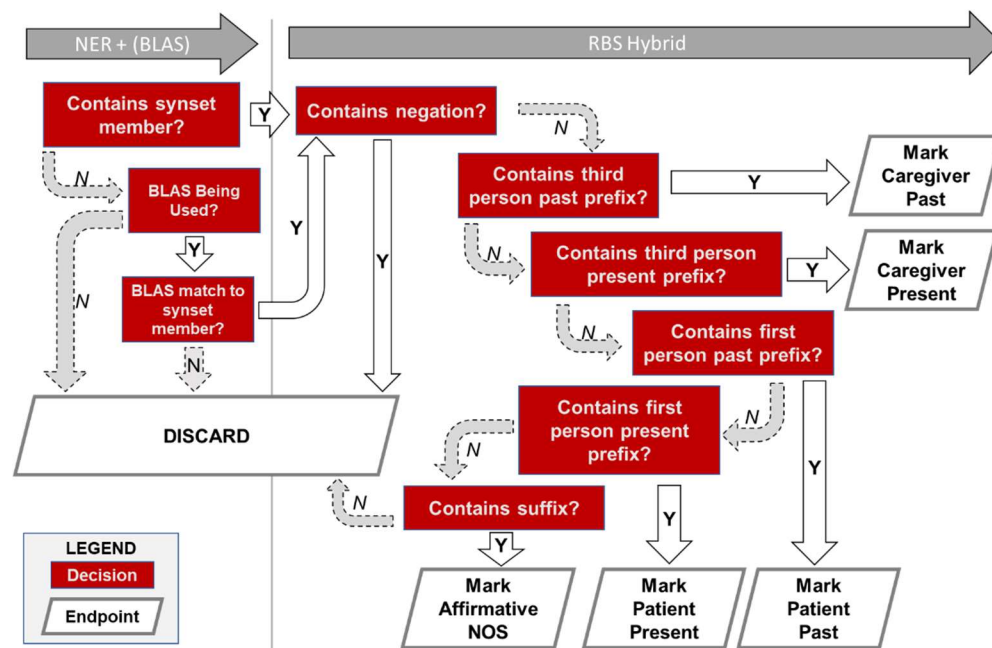 NER + (BLAS)
RBS Hybrid
Contains synset
member?
Y
Contains negation?
N
N
BLAS Being
Used?
Y
N
BLAS match to
synset
member?
Y
N
Y
DISCARD
Contains third
person past prefix?
Y
Mark
Caregiver
Past
N
Contains third person
present prefix?
Y
Mark
Caregiver
Present
N
Contains first
person past prefix?
N
Y
Contains first
person present
prefix?
N
Y
Contains suffix?
N
Y
Mark
Affirmative
NOS
Mark
Patient
Present
Mark
Patient
Past
LEGEND
Decision
Endpoint